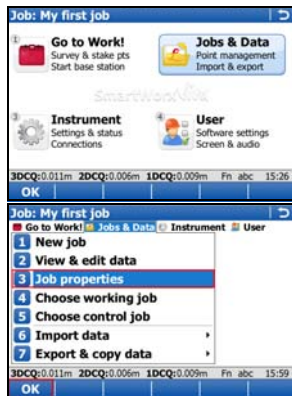 Job: My first job
1 Go to Work!
Survey & stake pts
Start base station
Jobs & Data
Point management
Import & export
SmartWorx Viva
3 Instrument
Settings & status
Connections
4 User
Software settings
Screen & audio
3DCQ:0.011m 2DCQ:0.006m 1DCQ:0.009m Fn abc 15:26
OK
Job: My first job
Go to Work! Jobs & Data Instrument User
1 New job
2 View & edit data
3 Job properties
4 Choose working job
5 Choose control job
6 Import data
7 Export & copy data
3DCQ:0.011m 2DCQ:0.006m 1DCQ:0.009m Fn abc 15:59
OK